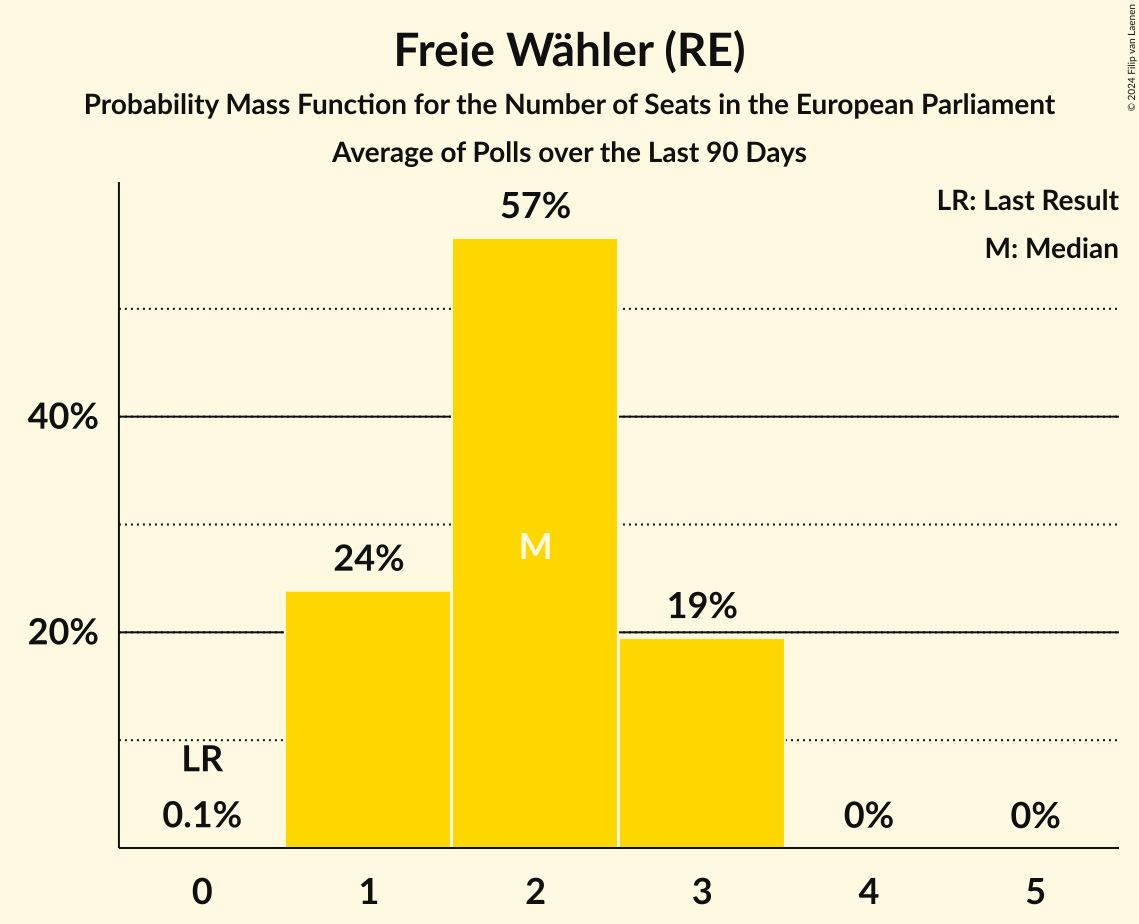 Freie Wähler (RE)
Probability Mass Function for the Number of Seats in the European Parliament
Average of Polls over the Last 90 Days
© 2024 Filip van Laenen
LR: Last Result
M: Median
57%
40%
24%
M
19%
20%
LR
0.1%
0%
0%
0
1
2
3
4
5